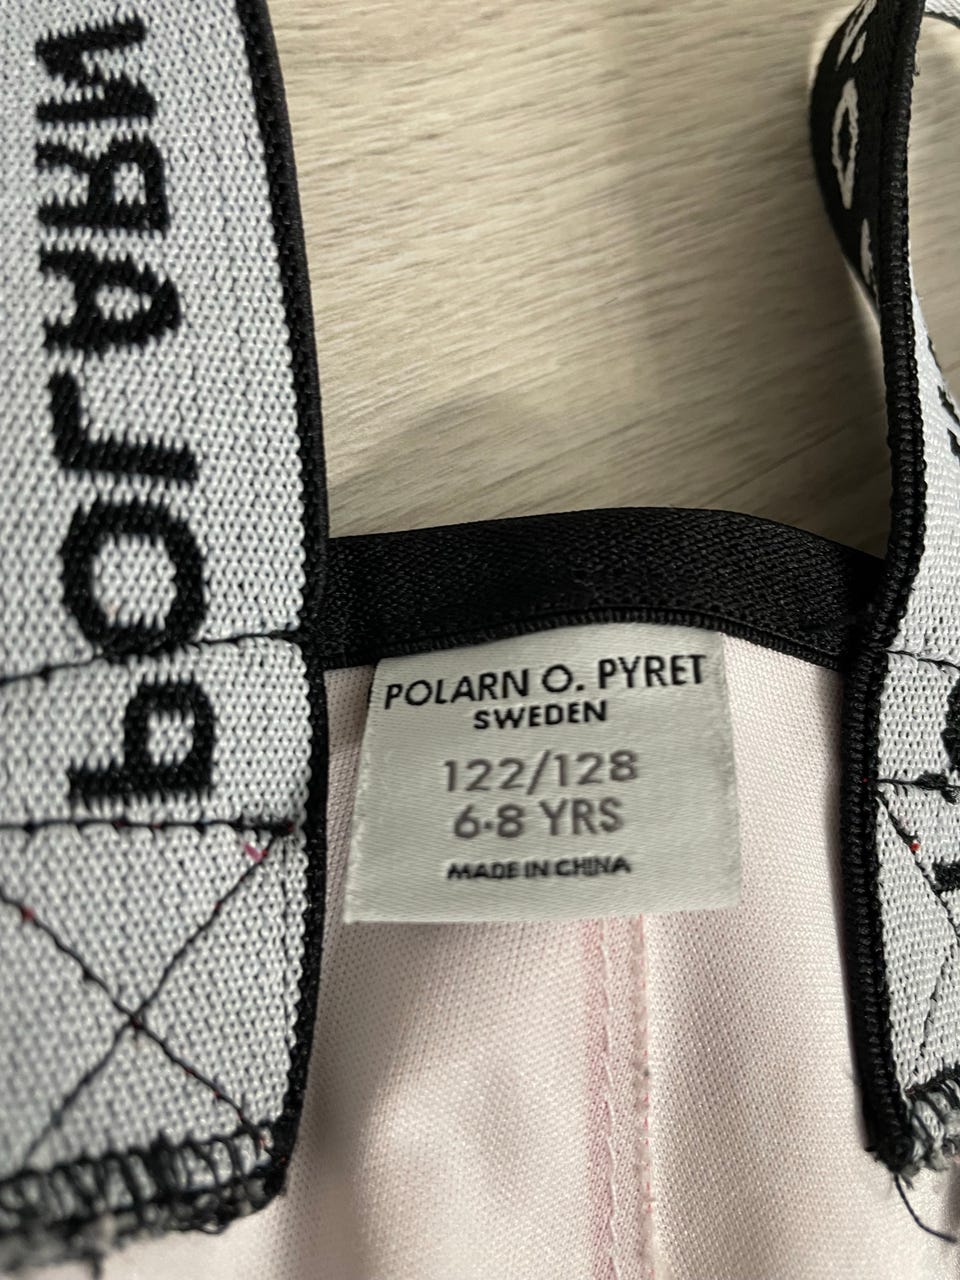 POLARN
POLARN O. PYRET
SWEDEN
122/128
6-8 YRS
MADE IN CHINA